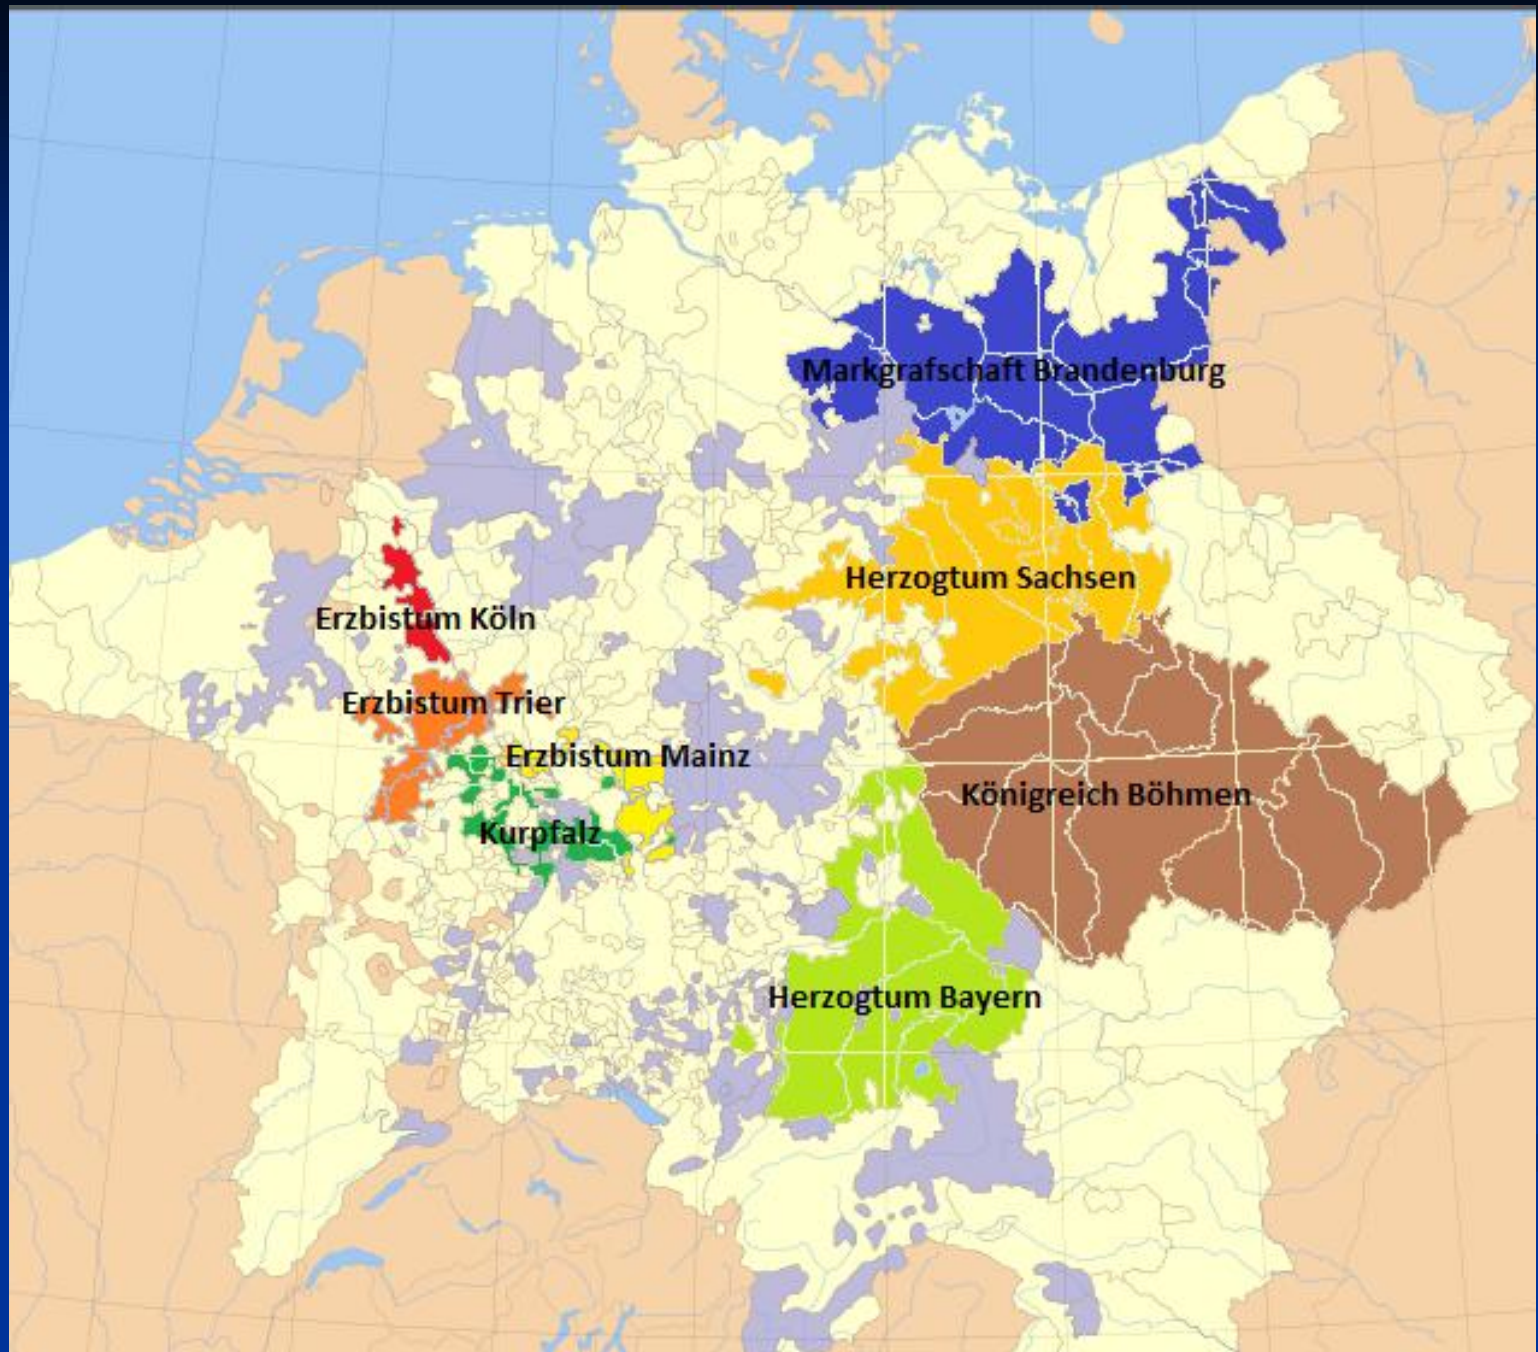 Markgrafschaft Brandenburg
Herzogtum Sachsen
Erzbistum Köln
Erzbistum Trier
Erzbistum Mainz
Königreich Böhmen
Kurpfalz
Herzogtum Bayern